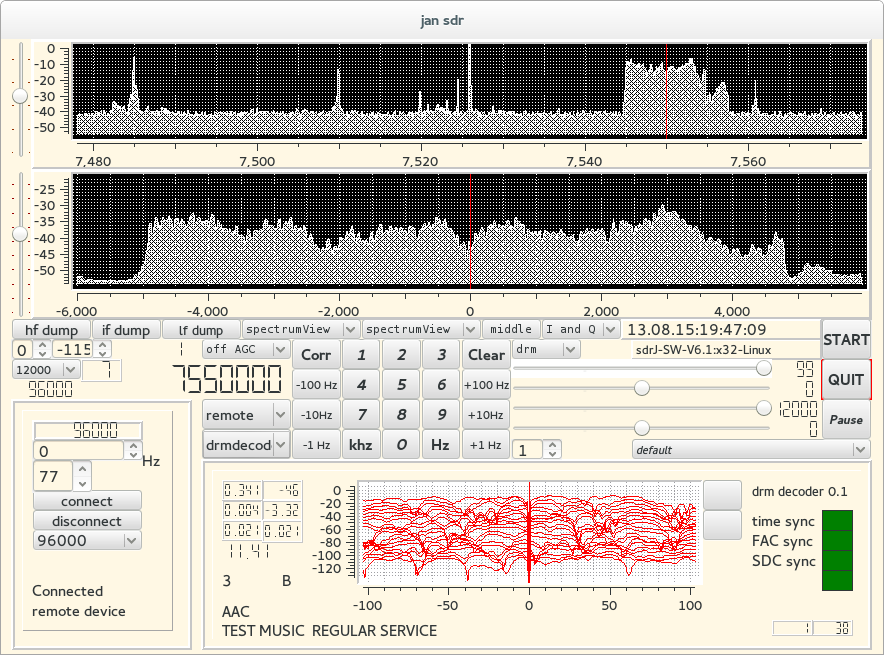 jan sdr
0
-10
-20
-30
-40
-50
7,480 7,500 7,520 7,540 7,560
-25
-30
-35
-40
-45
-50
-6,000 -4,000 -2,000 0 2,000 4,000
hf dump if dump lf dump spectrumView spectrumView middle I and Q 13.08.15:19:47:09 START
0 -115 1 off AGC Corr 1 2 3 Clear drm sdrJ-SW-V6.1:x32-Linux
12000 7 7550000 -100 Hz 4 5 6 +100 Hz 99 QUIT
96000 0
remote -10Hz 7 8 9 +10Hz 12000 Pause
0
drmdecod -1 Hz khz 0 Hz +1 Hz 1 default
96000
0 Hz
77
connect
disconnect
96000
Connected
remote device
0.341 -46
0.004 -3.32
0.021 0.021
11.41
3 B
AAC
TEST MUSIC REGULAR SERVICE
0
-20
-40
-60
-80
-100
-120
-100 -50 0 50 100
drm decoder 0.1
time sync
FAC sync
SDC sync
1 38